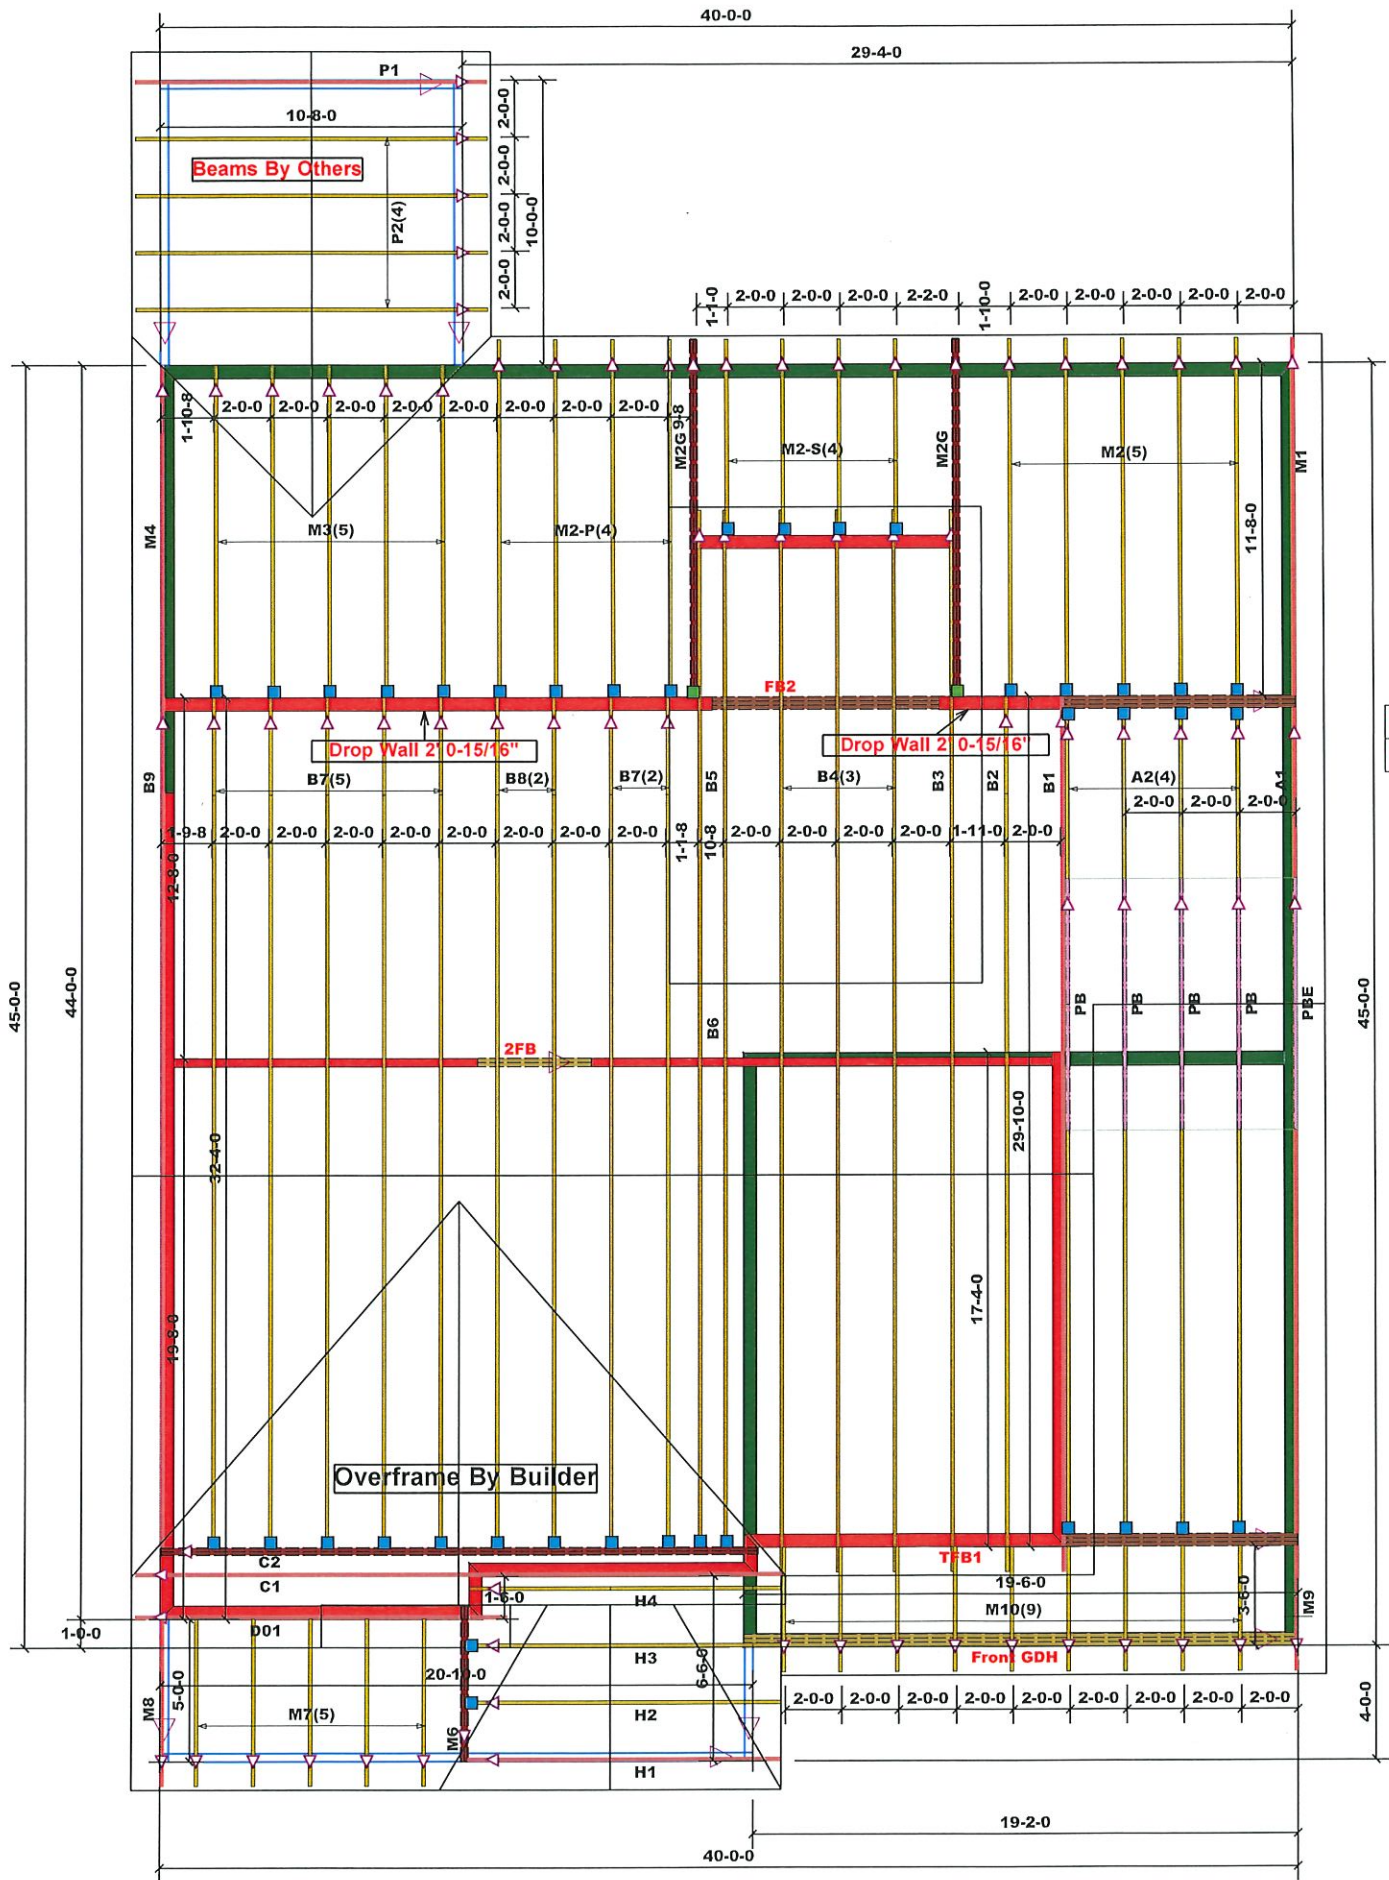 40-0-0
29-4-0
P1
10-8-0
2-0-0
Beams By Others
2-0-0
P2(4)
2-0-0
10-0-0
2-0-0
1-1-0
2-0-0
2-0-0
2-0-0
2-2-0
1-10-0
2-0-0
2-0-0
2-0-0
2-0-0
2-0-0
1-10-8
2-0-0
2-0-0
2-0-0
2-0-0
2-0-0
2-0-0
2-0-0
2-0-0
9-8
M2G
M2-S(4)
M2G
M2(5)
M1
M4
M3(5)
M2-P(4)
11-8-0
FB2
Drop Wall 2' 0-15/16"
Drop Wall 2' 0-15/16"
B9
B7(5)
B8(2)
B7(2)
B5
B4(3)
B3
B2
B1
A2(4)
A1
2-0-0
2-0-0
2-0-0
1-9-8
2-0-0
2-0-0
2-0-0
2-0-0
2-0-0
2-0-0
2-0-0
2-0-0
1-1-8
10-8
2-0-0
2-0-0
2-0-0
2-0-0
1-11-0
2-0-0
12-8-0
45-0-0
44-0-0
PB
PB
PB
PB
PBE
45-0-0
B6
2FB
29-10-0
32-4-0
17-4-0
19-8-0
Overframe By Builder
C2
TFB1
C1
19-6-0
1-6-0
H4
M10(9)
3-6-0
M9
1-0-0
D01
H3
Front GDH
20-10-0
6-6-0
5-0-0
M8
M7(5)
M6
H2
2-0-0
2-0-0
2-0-0
2-0-0
2-0-0
2-0-0
2-0-0
2-0-0
2-0-0
4-0-0
H1
19-2-0
40-0-0